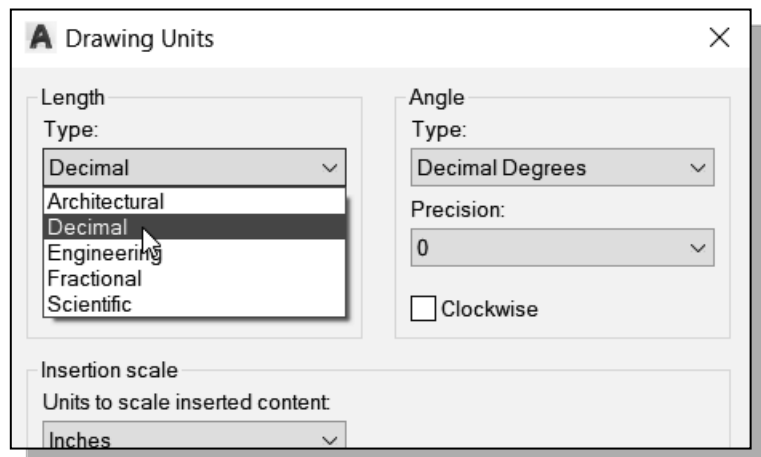 Drawing Units
Length
Type:
Decimal
Architectural
Decimal
Engineering
Fractional
Scientific
Angle
Type:
Decimal Degrees
Precision:
0
Clockwise
Insertion scale
Units to scale inserted content:
Inches